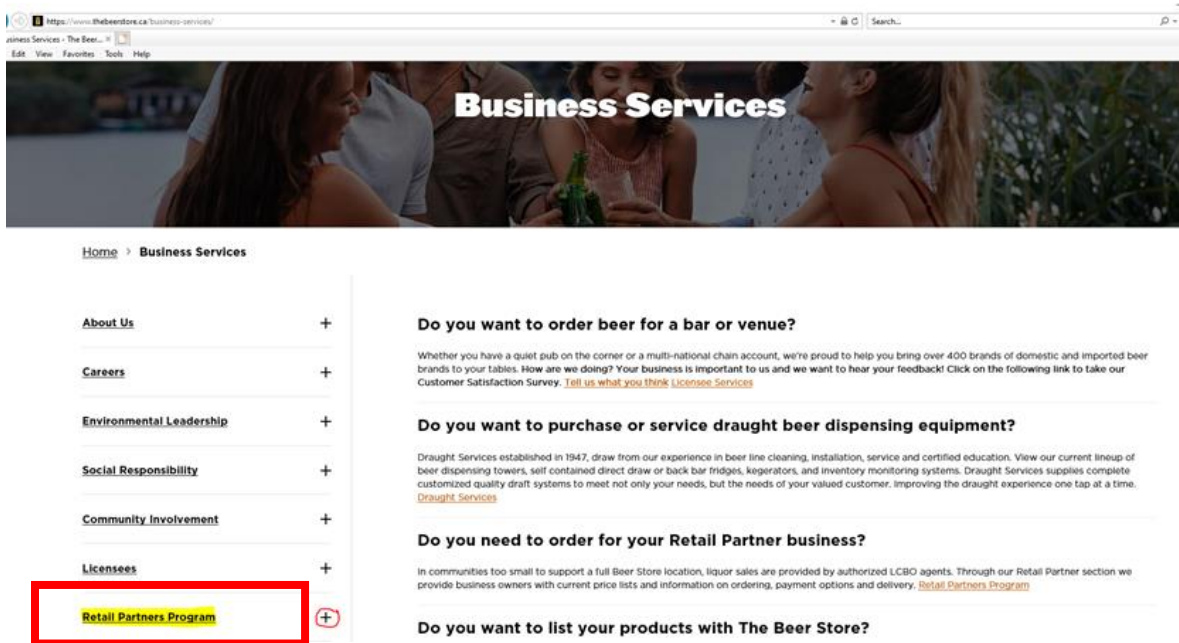 https://www.thebeerstore.ca/business-services/
Search...
usiness Services - The Beer...
Edit View Favorites Tools Help
Business Services
Home > Business Services
About Us +
Careers +
Environmental Leadership +
Social Responsibility +
Community Involvement +
Licensees +
Retail Partners Program +
Do you want to order beer for a bar or venue?
Whether you have a quiet pub on the corner or a multi-national chain account, we're proud to help you bring over 400 brands of domestic and imported beer
brands to your tables. How are we doing? Your business is important to us and we want to hear your feedback! Click on the following link to take our
Customer Satisfaction Survey. Tell us what you think Licensee Services
Do you want to purchase or service draught beer dispensing equipment?
Draught Services established in 1947, draw from our experience in beer line cleaning, installation, service and certified education. View our current lineup of
beer dispensing towers, self contained direct draw or back bar fridges, kegerators, and inventory monitoring systems. Draught Services supplies complete
customized quality draft systems to meet not only your needs, but the needs of your valued customer. Improving the draught experience one tap at a time.
Draught Services
Do you need to order for your Retail Partner business?
In communities too small to support a full Beer Store location, liquor sales are provided by authorized LCBO agents. Through our Retail Partner section we
provide business owners with current price lists and information on ordering, payment options and delivery. Retail Partners Program
Do you want to list your products with The Beer Store?